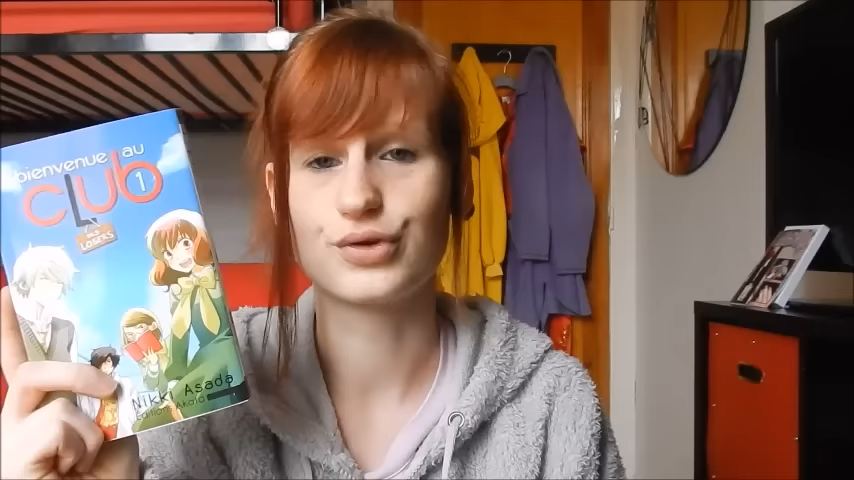 bienvenue au
CLUB 1
DES
LOSERS
Nikki Asada
Editions Akata